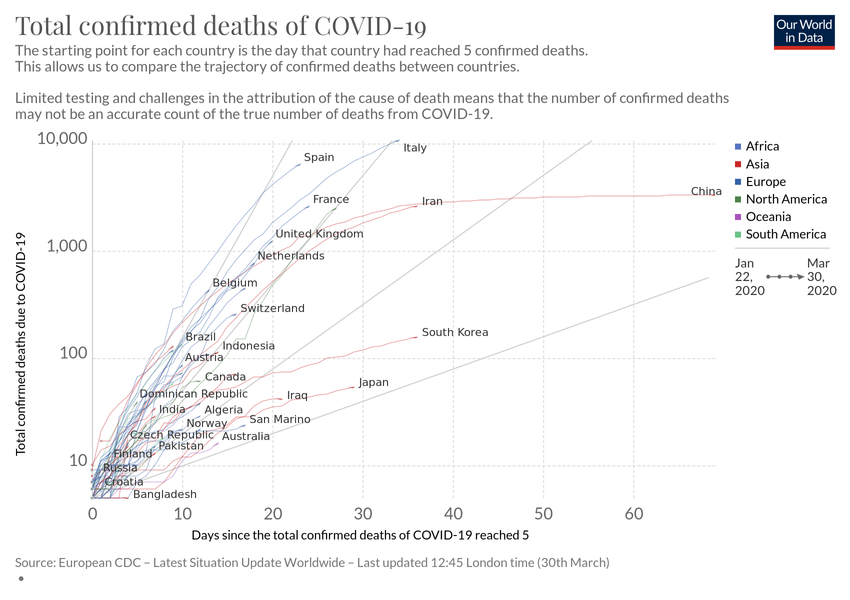 Total confirmed deaths of COVID-19
Our World
in Data
The starting point for each country is the day that country had reached 5 confirmed deaths.
This allows us to compare the trajectory of confirmed deaths between countries.
Limited testing and challenges in the attribution of the cause of death means that the number of confirmed deaths
may not be an accurate count of the true number of deaths from COVID-19.
10,000
1,000
100
10
Total confirmed deaths due to COVID-19
Spain
Italy
France
Iran
China
United Kingdom
Netherlands
Belgium
Switzerland
Brazil
Indonesia
South Korea
Austria
Canada
Japan
Dominican Republic
Iraq
India
Algeria
Norway
San Marino
Czech Republic
Australia
Pakistan
Finland
Russia
Croatia
Bangladesh
0
10
20
30
40
50
60
Days since the total confirmed deaths of COVID-19 reached 5
Africa
Asia
Europe
North America
Oceania
South America
Jan
22,
2020
Mar
30,
2020
Source: European CDC – Latest Situation Update Worldwide – Last updated 12:45 London time (30th March)